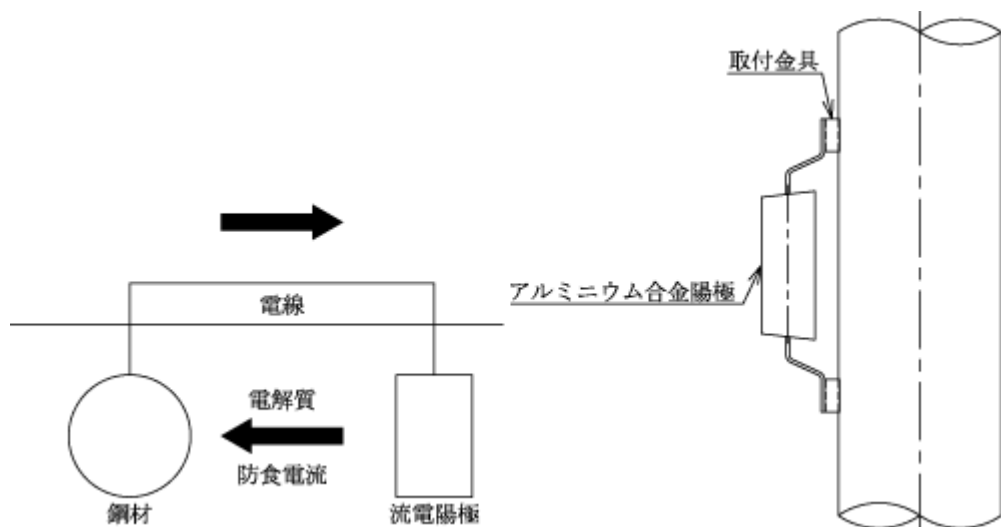 電線
電解質
防食電流
鋼材
流電陽極
取付金具
アルミニウム合金陽極